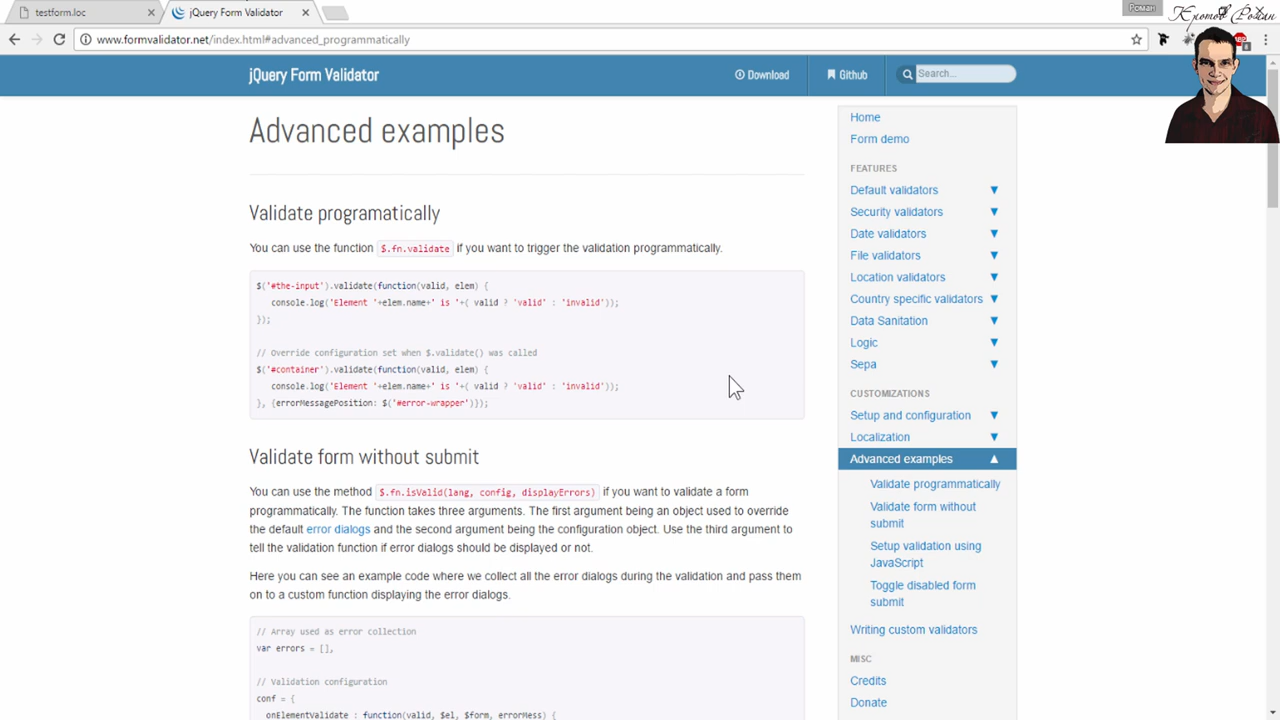 testform.loc
jQuery Form Validator
Роман
Кротов Роман
www.formvalidator.net/index.html#advanced_programmatically
jQuery Form Validator
Download
Github
Search...
Advanced examples
Validate programatically
You can use the function $.fn.validate if you want to trigger the validation programmatically.
$('#the-input').validate(function(valid, elem) {
console.log('Element '+elem.name+' is '+( valid ? 'valid' : 'invalid'));
});
// Override configuration set when $.validate() was called
$('#container').validate(function(valid, elem) {
console.log('Element '+elem.name+' is '+( valid ? 'valid' : 'invalid'));
}, {errorMessagePosition: $('#error-wrapper')});
Validate form without submit
You can use the method $.fn.isValid(lang, config, displayErrors) if you want to validate a form
programmatically. The function takes three arguments. The first argument being an object used to override
the default error dialogs and the second argument being the configuration object. Use the third argument to
tell the validation function if error dialogs should be displayed or not.
Here you can see an example code where we collect all the error dialogs during the validation and pass them
on to a custom function displaying the error dialogs.
// Array used as error collection
var errors = [],
// Validation configuration
conf = {
onElementValidate : function(valid, $el, $form, errorMess) {
Home
Form demo
FEATURES
Default validators
Security validators
Date validators
File validators
Location validators
Country specific validators
Data Sanitation
Logic
Sepa
CUSTOMIZATIONS
Setup and configuration
Localization
Advanced examples
Validate programmatically
Validate form without
submit
Setup validation using
JavaScript
Toggle disabled form
submit
Writing custom validators
MISC
Credits
Donate